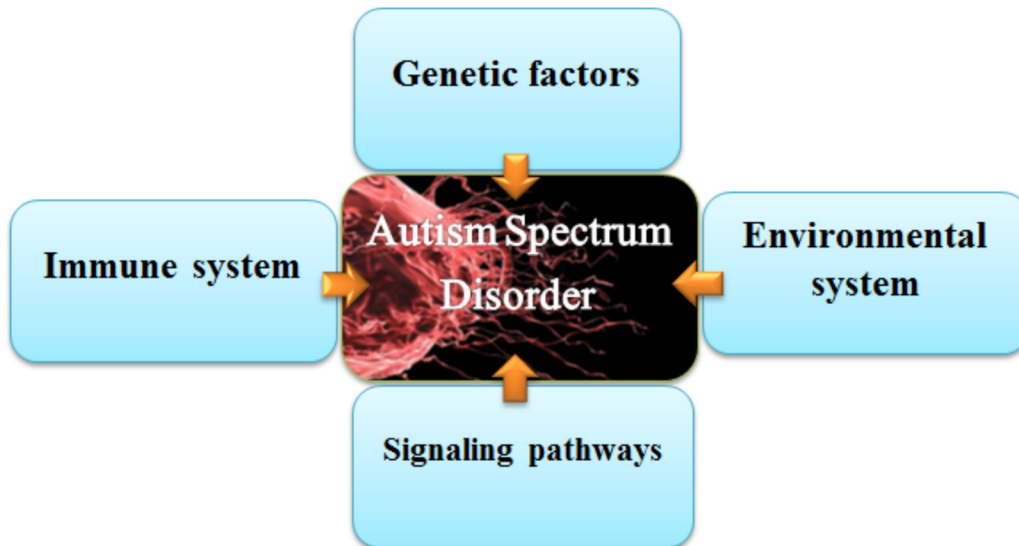 Genetic factors
Immune system
Autism Spectrum
Disorder
Environmental
system
Signaling pathways